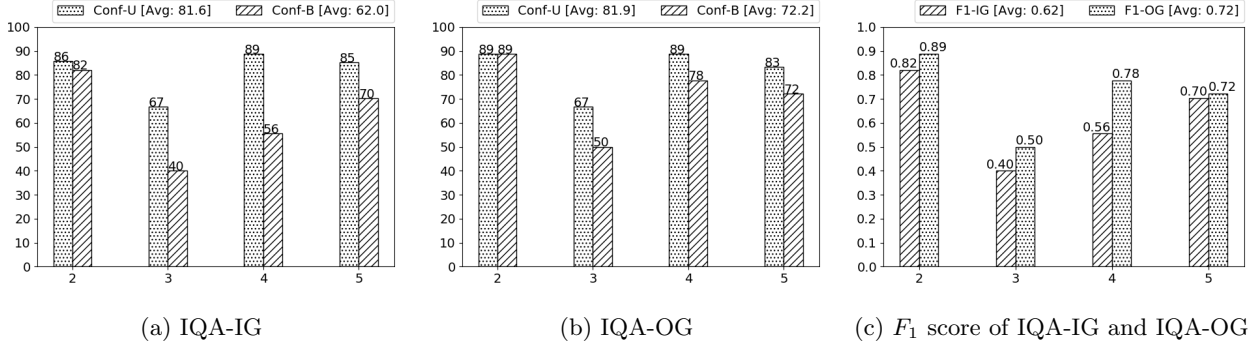 Conf-U [Avg: 81.6] Conf-B [Avg: 62.0]
100
90
80
70
60
50
40
30
20
10
0
86 82 67 40 89 56 85 70
2 3 4 5
(a) IQA-IG
Conf-U [Avg: 81.9] Conf-B [Avg: 72.2]
100
90
80
70
60
50
40
30
20
10
0
89 89 67 50 89 78 83 72
2 3 4 5
(b) IQA-OG
F1-IG [Avg: 0.62] F1-OG [Avg: 0.72]
1.0
0.9
0.8
0.7
0.6
0.5
0.4
0.3
0.2
0.1
0.0
0.82 0.89 0.40 0.50 0.56 0.78 0.70 0.72
2 3 4 5
(c) F1 score of IQA-IG and IQA-OG